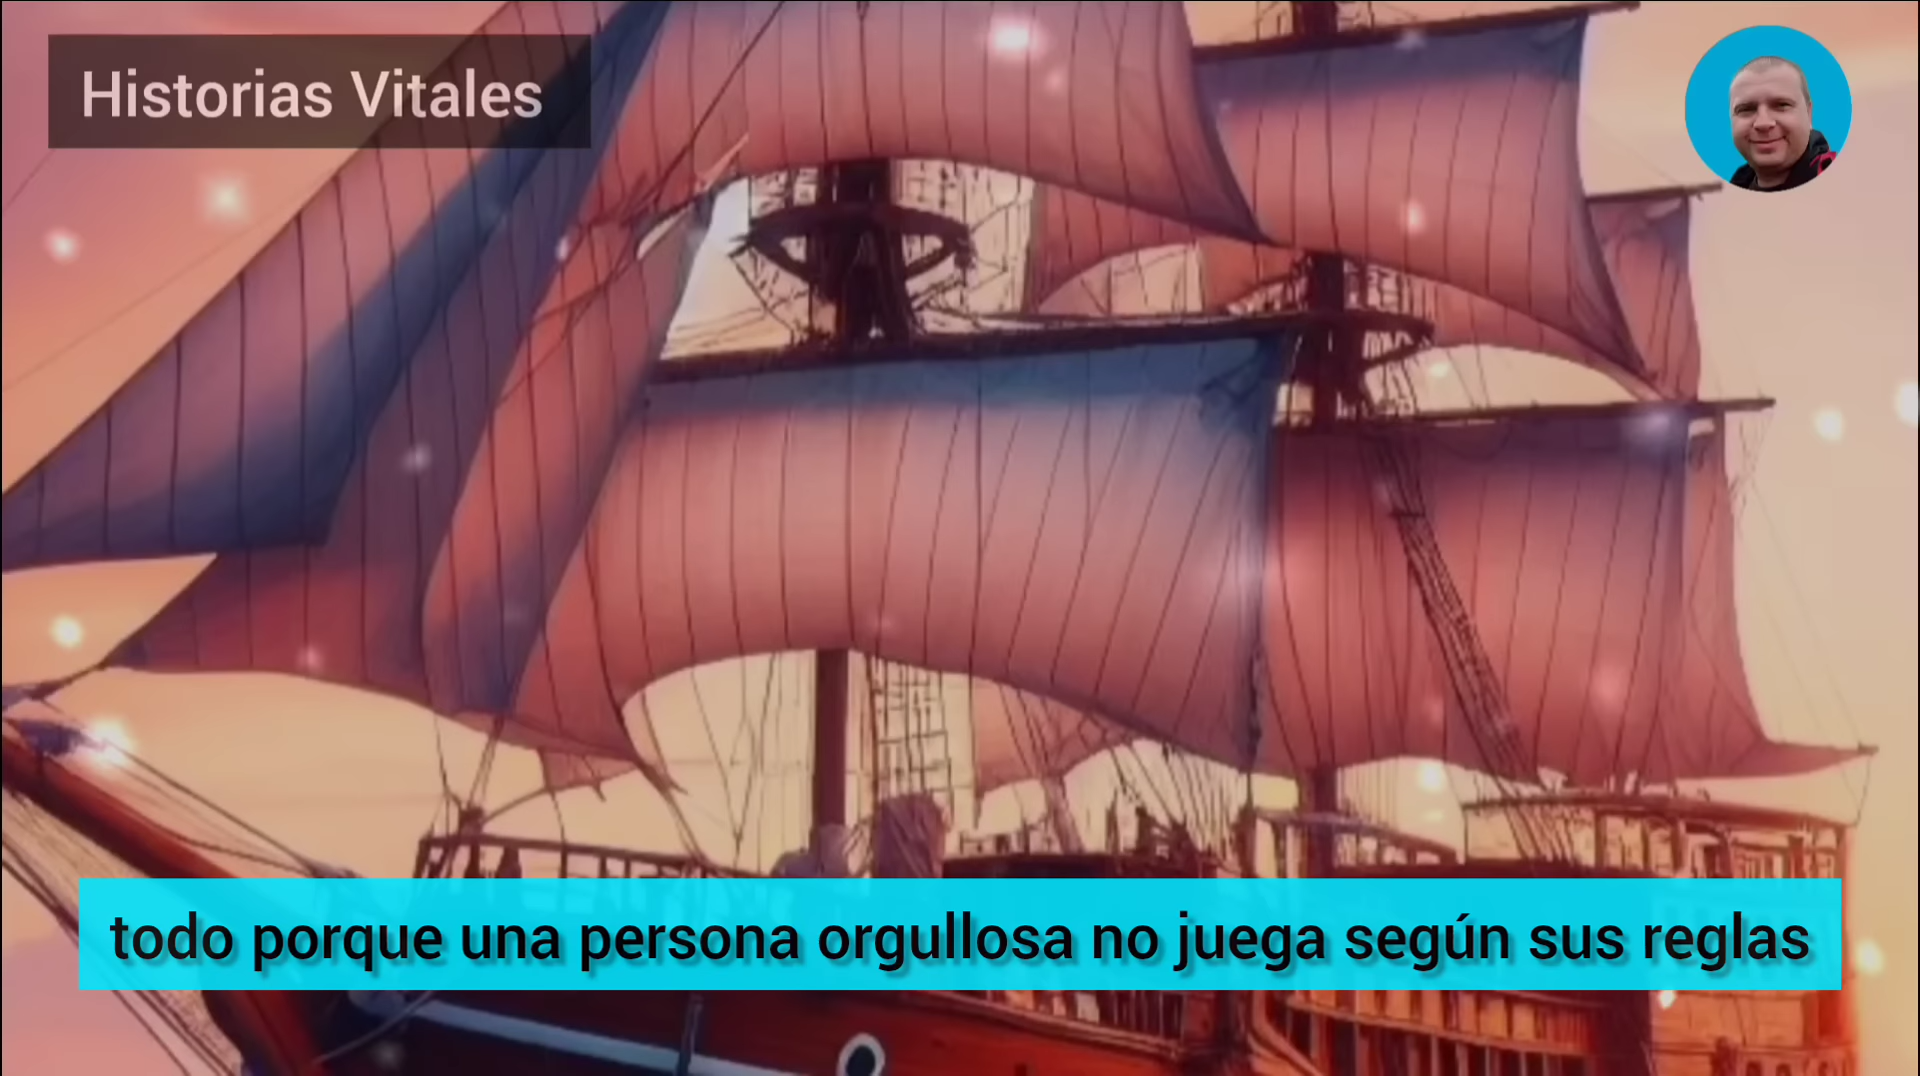 Historias Vitales
todo porque una persona orgullosa no juega según sus reglas